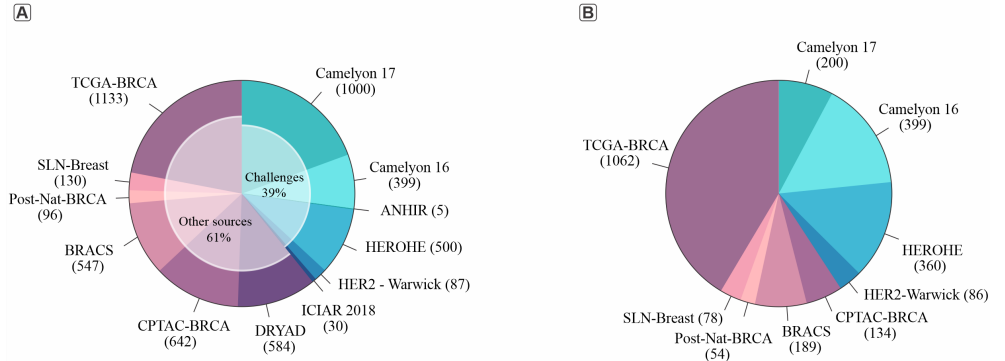 A
Camelyon 17
(1000)
Camelyon 16
(399)
ANHIR (5)
HEROHE (500)
HER2 - Warwick (87)
ICIAR 2018
(30)
DRYAD
(584)
CPTAC-BRCA
(642)
BRACS
(547)
Post-Nat-BRCA
(96)
SLN-Breast
(130)
TCGA-BRCA
(1133)
Challenges
39%
Other sources
61%
B
Camelyon 17
(200)
Camelyon 16
(399)
HEROHE
(360)
HER2-Warwick (86)
CPTAC-BRCA
(134)
BRACS
(189)
Post-Nat-BRCA
(54)
SLN-Breast (78)
TCGA-BRCA
(1062)